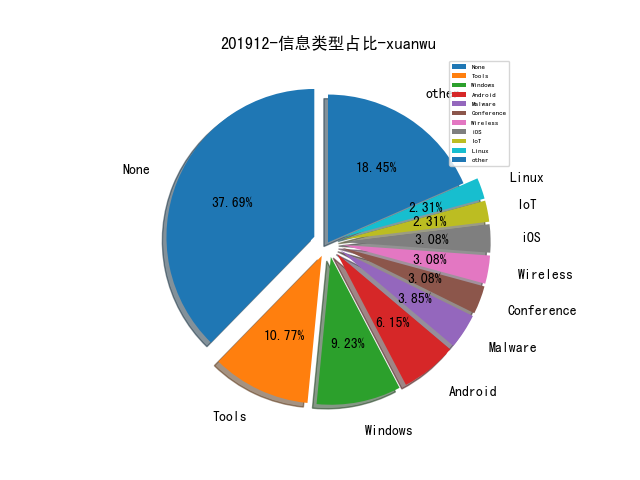 201912-信息类型占比-xuanwu
None
Tools
Windows
Android
Malware
Conference
Wireless
iOS
IoT
Linux
other
other
18.45%
None
37.69%
Linux
2.31%
IoT
2.31%
iOS
3.08%
Wireless
3.08%
Conference
3.08%
Malware
3.85%
Android
6.15%
Windows
9.23%
Tools
10.77%